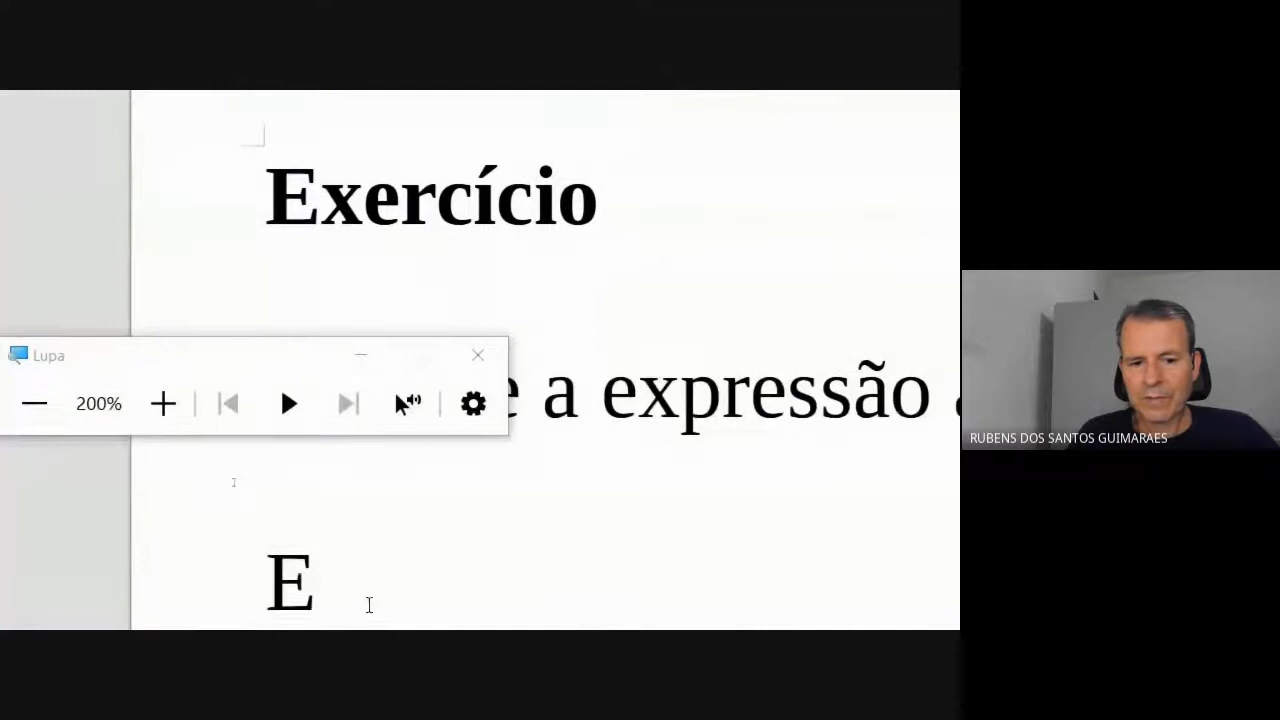 Exercício
Lupa
200%
e a expressão
E
RUBENS DOS SANTOS GUIMARAES